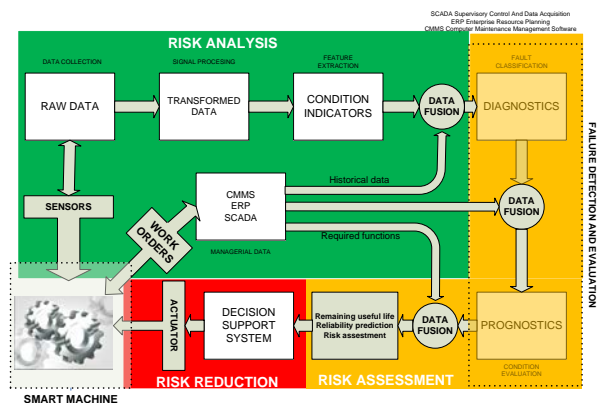 SCADA Supervisory Control And Data Acquisition
ERP Enterprise Resource Planning
CMMS Computer Maintenance Management Software
RISK ANALYSIS
DATA COLLECTION
SIGNAL PROCESING
FEATURE
EXTRACTION
FAULT
CLASSIFICATION
RAW DATA
TRANSFORMED
DATA
CONDITION
INDICATORS
DATA
FUSION
DIAGNOSTICS
FAILURE DETECTION AND EVALUATION
SENSORS
WORK
ORDERS
CMMS
ERP
SCADA
MANAGERIAL DATA
Historical data
Required functions
DATA
FUSION
ACTUATOR
DECISION
SUPPORT
SYSTEM
Remaining useful life
Reliability prediction
Risk assestment
DATA
FUSION
PROGNOSTICS
CONDITION
EVALUATION
RISK REDUCTION
RISK ASSESSMENT
SMART MACHINE